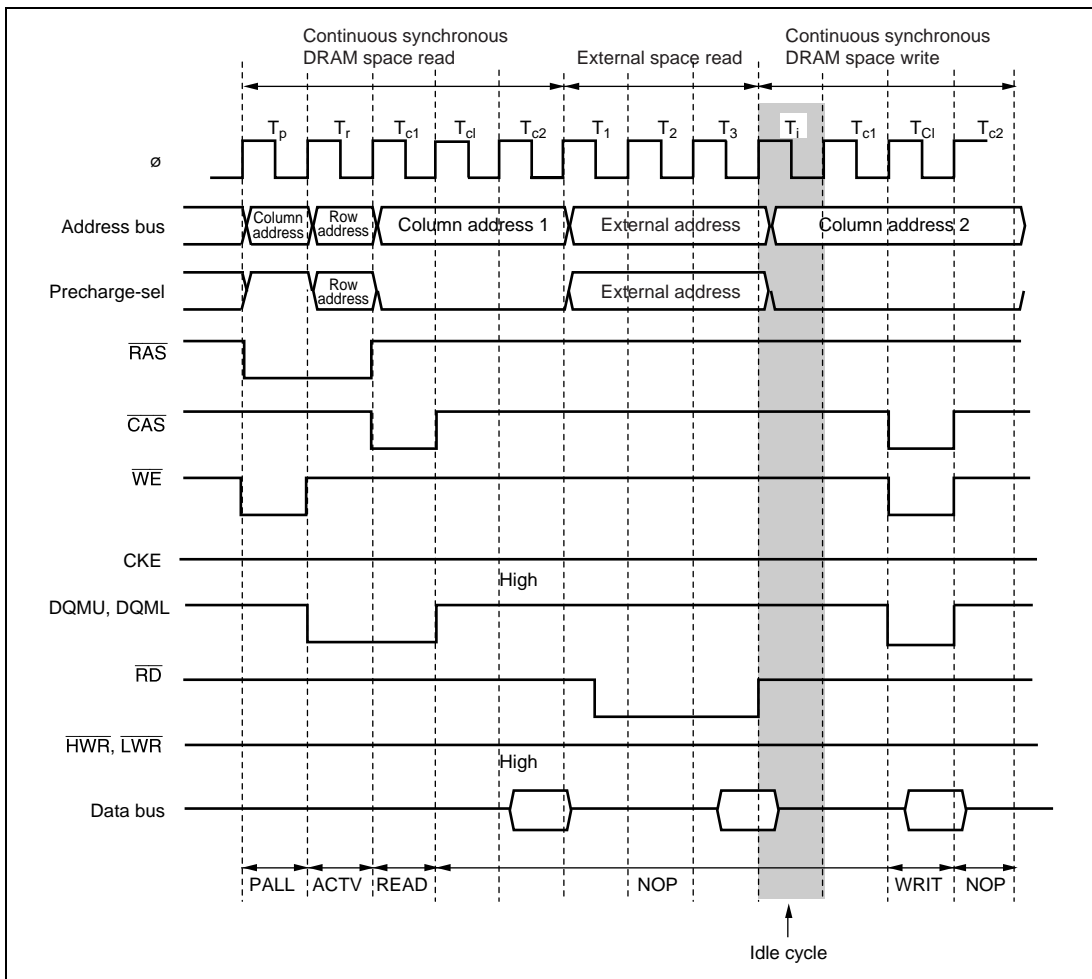 Continuous synchronous
DRAM space read
External space read
Continuous synchronous
DRAM space write
Tp Tr Tc1 Tcl Tc2 T1 T2 T3 Ti Tc1 TCl Tc2
ø
Address bus
Column
address
Row
address
Column address 1
External address
Column address 2
Precharge-sel
Row
address
External address
RAS
CAS
WE
CKE
High
DQMU, DQML
RD
HWR, LWR
High
Data bus
PALL ACTV READ NOP WRIT NOP
Idle cycle